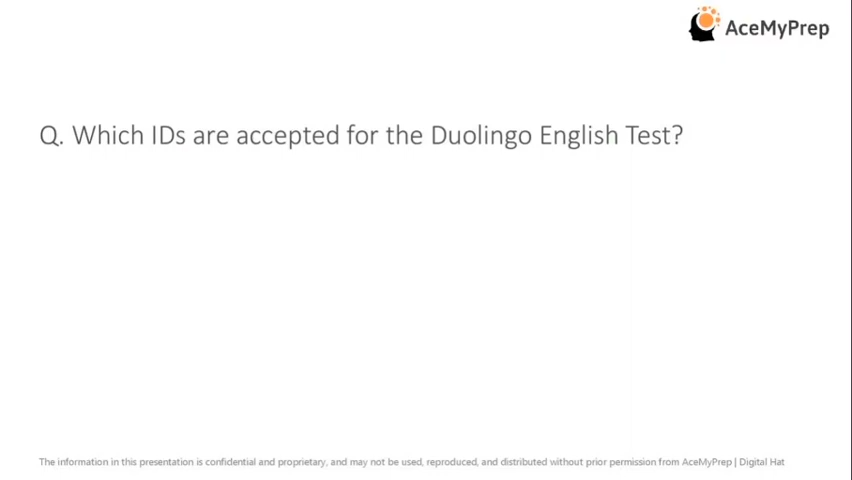 AceMyPrep
Q. Which IDs are accepted for the Duolingo English Test?
The information in this presentation is confidential and proprietary, and may not be used, reproduced, and distributed without prior permission from AceMyPrep | Digital Hat